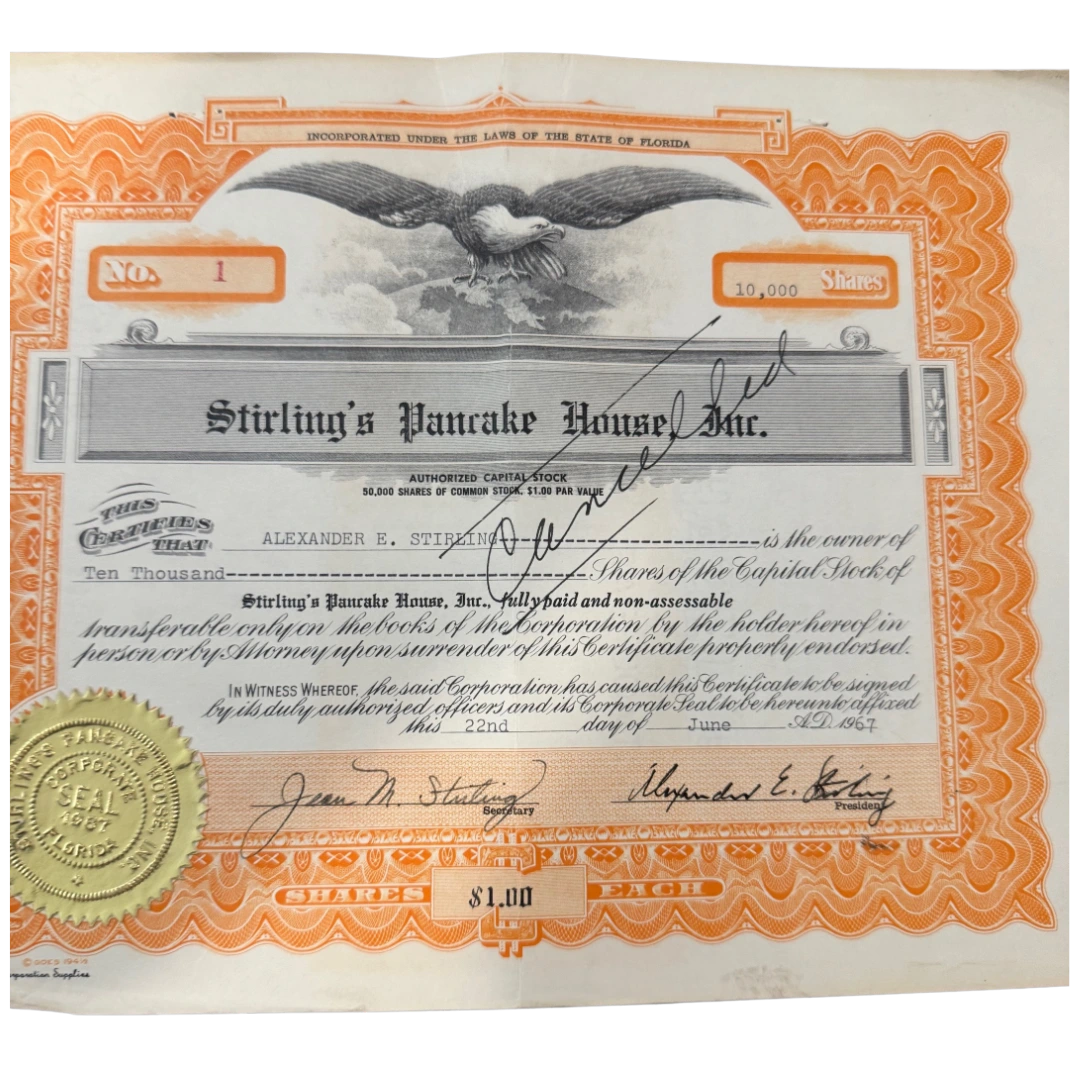 INCORPORATED UNDER THE LAWS OF THE STATE OF FLORIDA
No. 1
10,000 Shares
Stirling's Pancake House, Inc.
Cancelled
AUTHORIZED CAPITAL STOCK
50,000 SHARES OF COMMON STOCK, $1.00 PAR VALUE
THIS CERTIFIES THAT ALEXANDER E. STIRLING is the owner of
Ten Thousand Shares of the Capital Stock of
Stirling's Pancake House, Inc., fully paid and non-assessable
transferable only on the books of the Corporation by the holder hereof in
person or by Attorney upon surrender of this Certificate properly endorsed.
IN WITNESS WHEREOF, the said Corporation has caused this Certificate to be signed
by its duly authorized officers and its Corporate Seal to be hereunto affixed
this 22nd day of June A.D. 1967
STIRLING'S PANCAKE HOUSE, INC.
CORPORATE
SEAL
1967
FLORIDA
Jean M. Stirling
Secretary
Alexander E. Stirling
President
SHARES $1.00 EACH
© GOES
Supplies